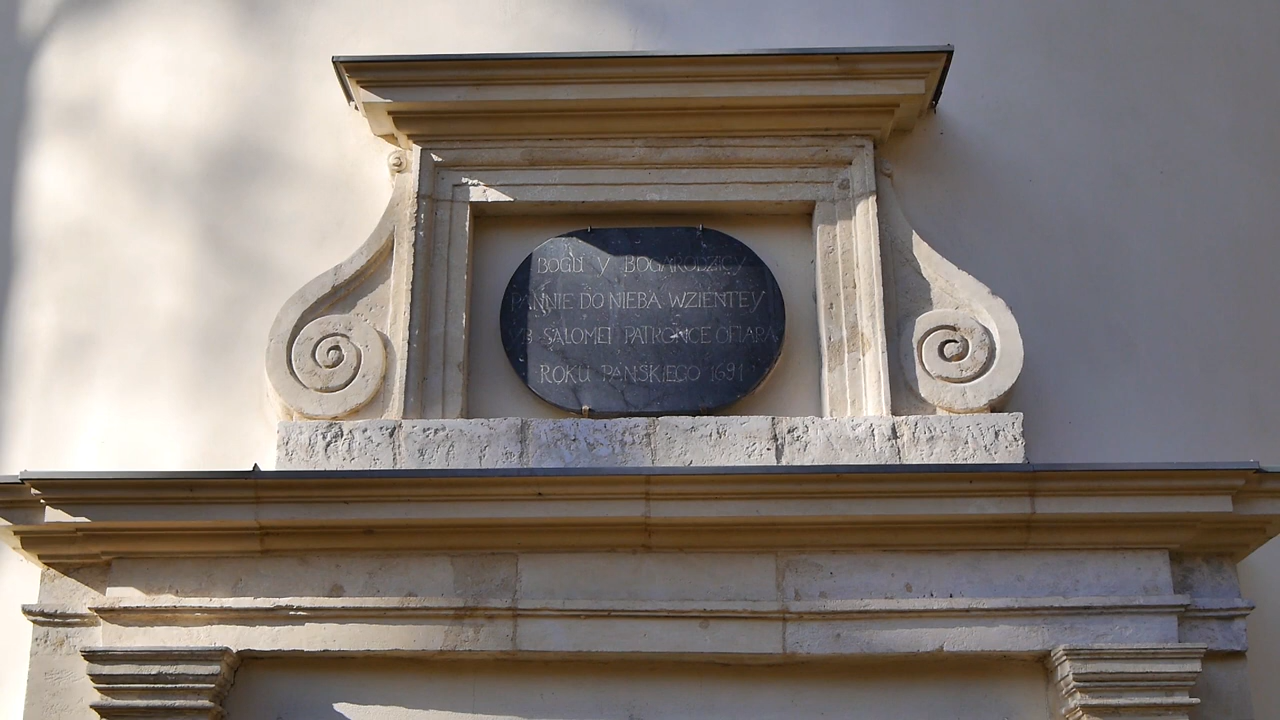 BOGU Y BOGARODZICY
PANNIE DO NIEBA WZIENTEY
B SALOMEI PATRONCE OFIARA
ROKU PANSKIEGO 1691